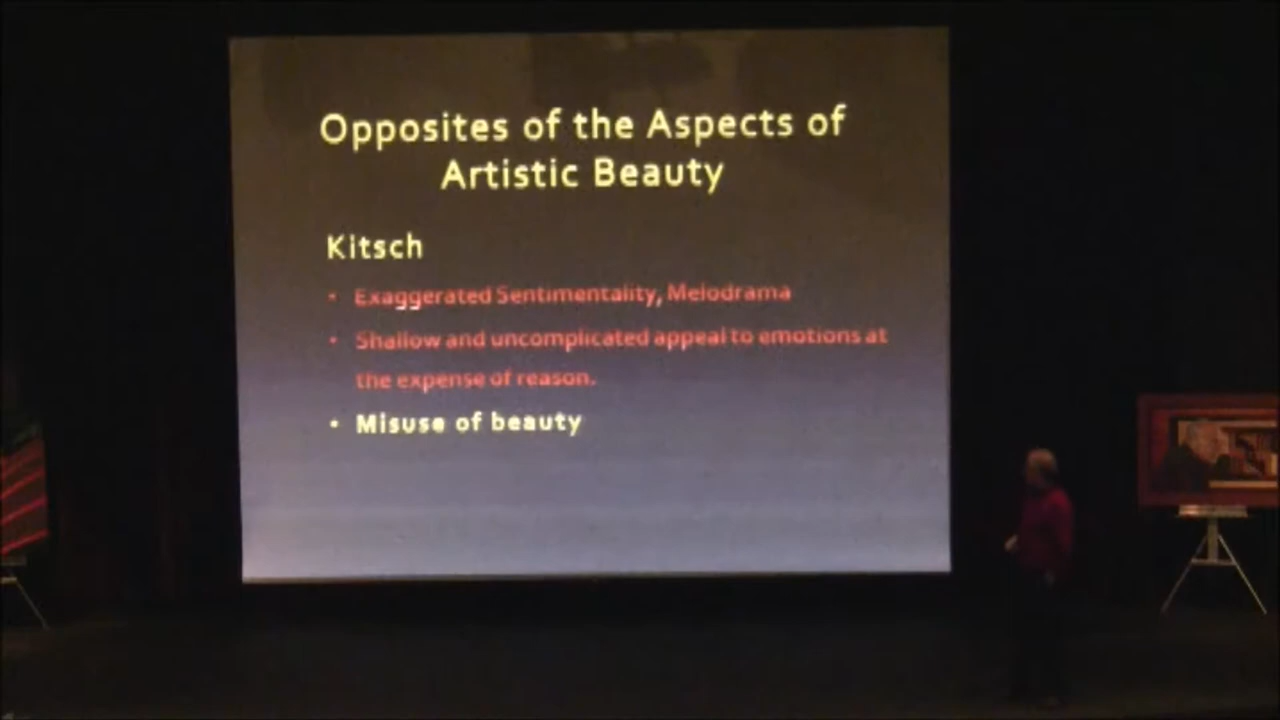 Opposites of the Aspects of
Artistic Beauty
Kitsch
• Exaggerated Sentimentality, Melodrama
• Shallow and uncomplicated appeal to emotions at
the expense of reason.
• Misuse of beauty